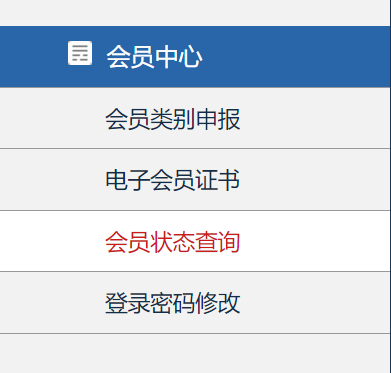 会员中心
会员类别申报
电子会员证书
会员状态查询
登录密码修改